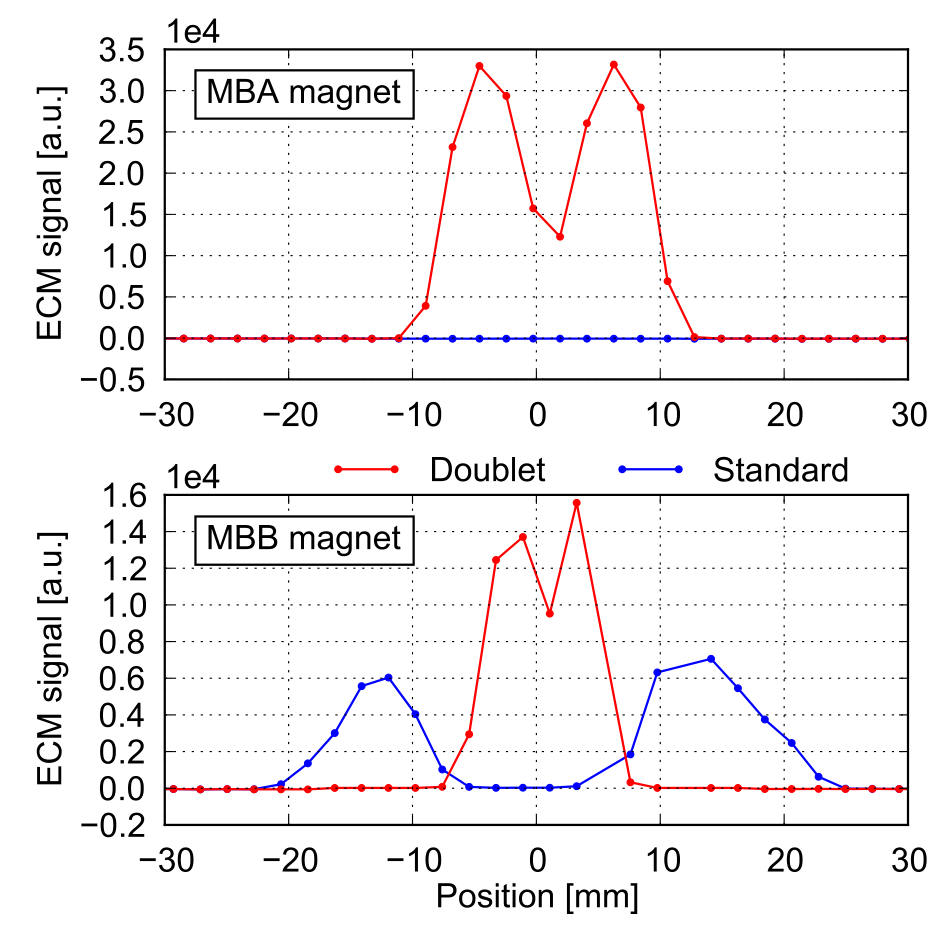 1e4
3.5
3.0
2.5
2.0
1.5
1.0
0.5
0.0
−0.5
ECM signal [a.u.]
MBA magnet
−30 −20 −10 0 10 20 30
Doublet Standard
1e4
1.6
1.4
1.2
1.0
0.8
0.6
0.4
0.2
0.0
−0.2
ECM signal [a.u.]
MBB magnet
−30 −20 −10 0 10 20 30
Position [mm]